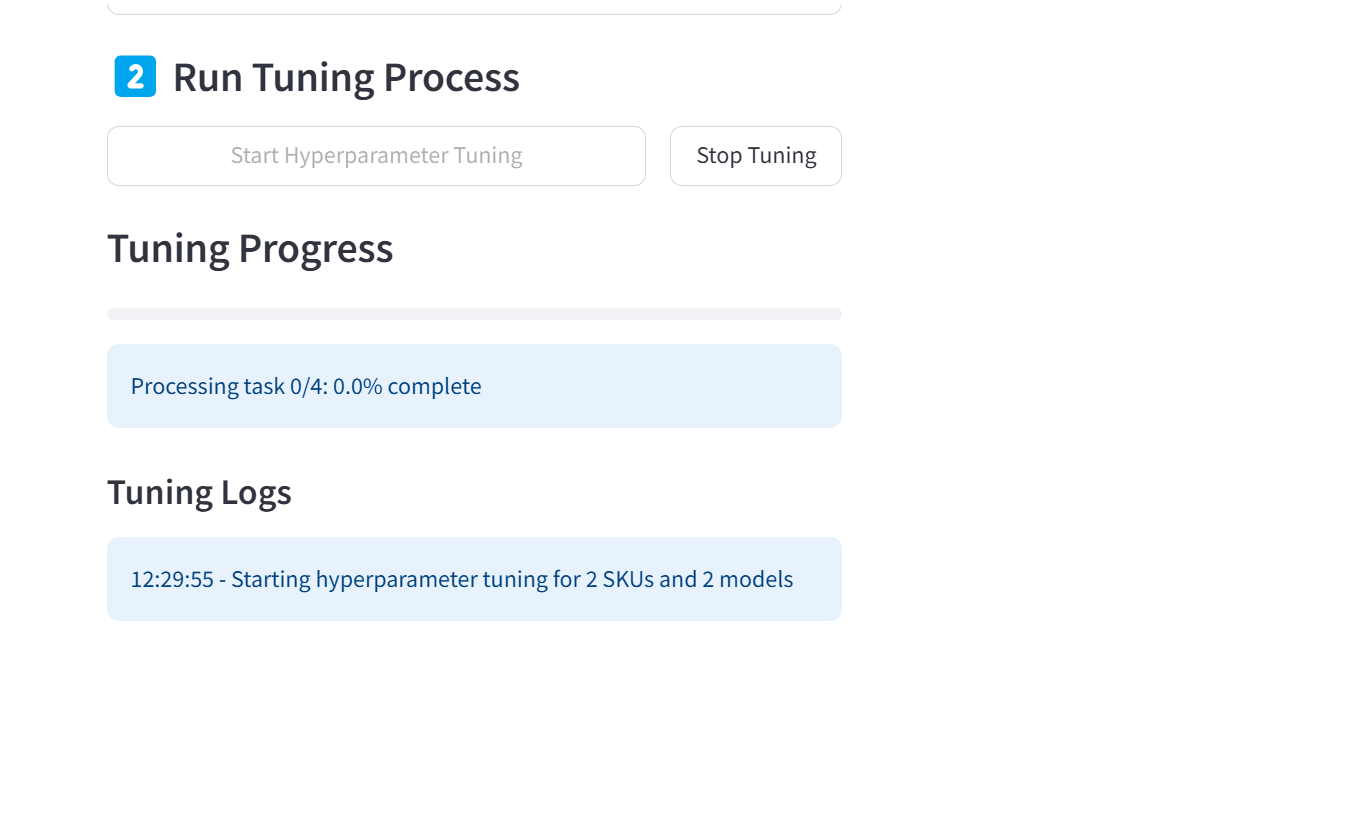 2 Run Tuning Process
Start Hyperparameter Tuning
Stop Tuning
Tuning Progress
Processing task 0/4: 0.0% complete
Tuning Logs
12:29:55 - Starting hyperparameter tuning for 2 SKUs and 2 models